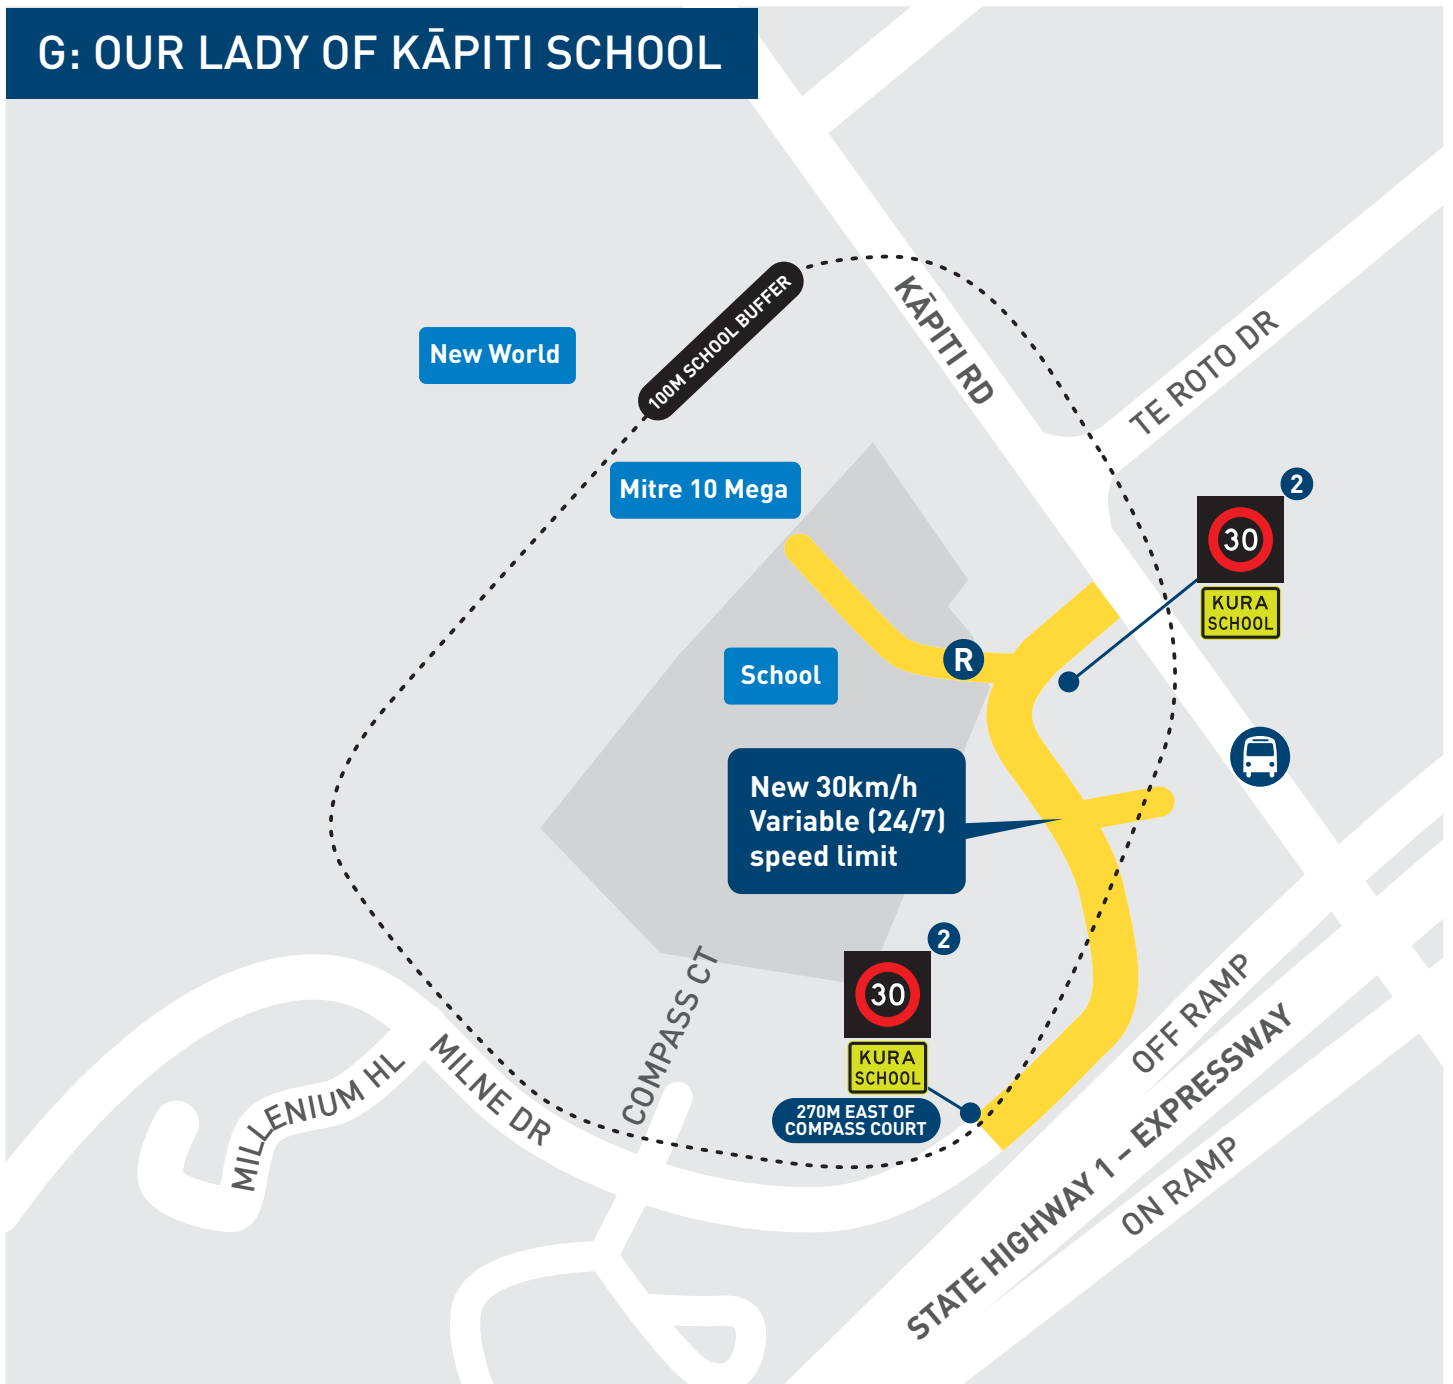 G: OUR LADY OF KĀPITI SCHOOL
100M SCHOOL BUFFER
New World
KĀPITI RD
TE ROTO DR
Mitre 10 Mega
2
30
KURA
SCHOOL
R
School
New 30km/h
Variable (24/7)
speed limit
2
30
KURA
SCHOOL
270M EAST OF
COMPASS COURT
COMPASS CT
MILNE DR
MILLENIUM HL
OFF RAMP
STATE HIGHWAY 1 – EXPRESSWAY
ON RAMP